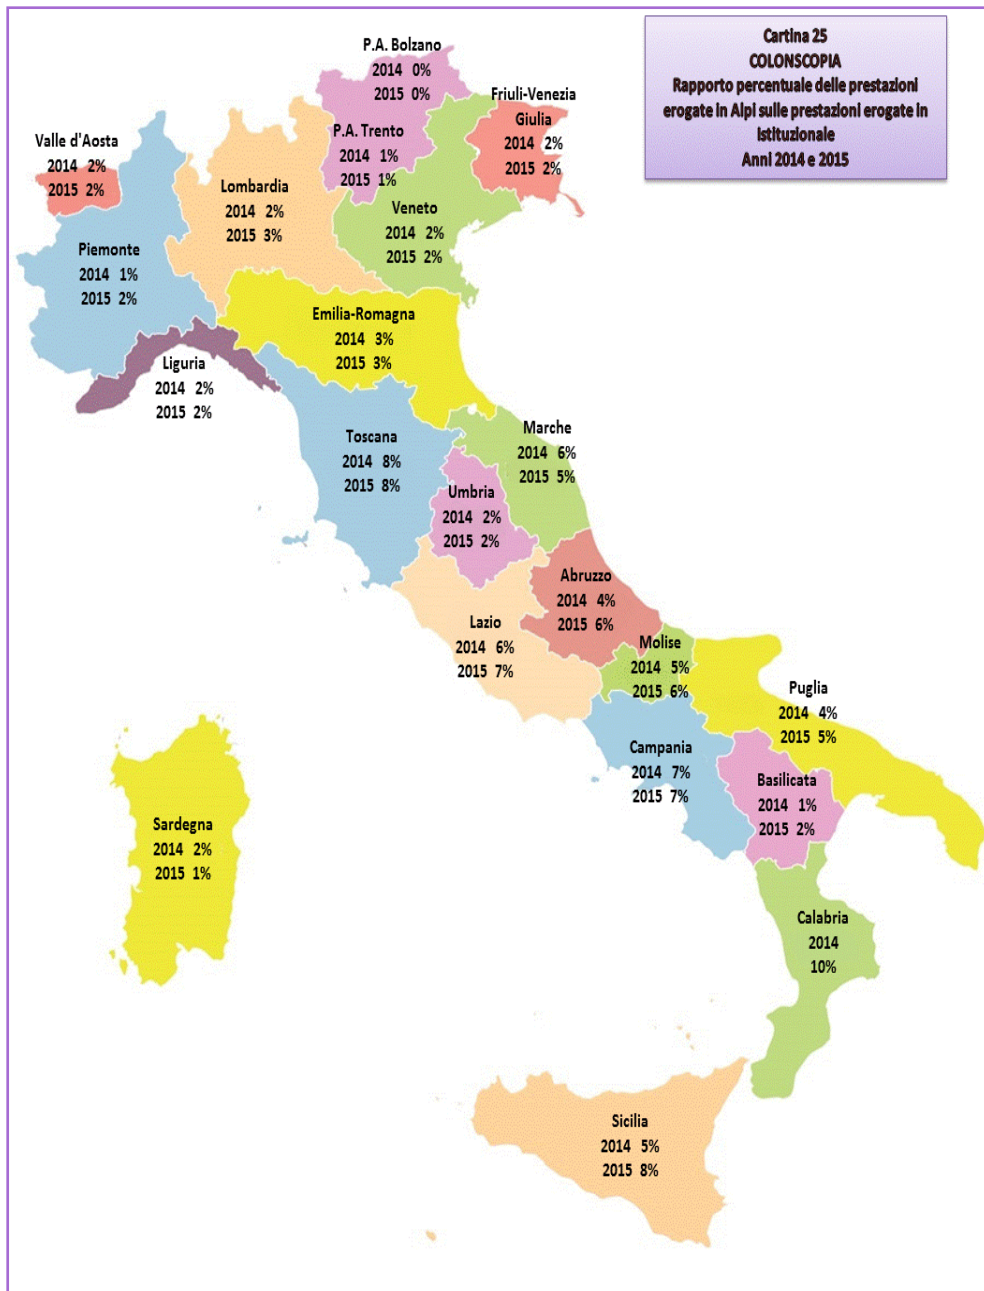 Cartina 25
COLONSCOPIA
Rapporto percentuale delle prestazioni
erogate in Alpi sulle prestazioni erogate in
Istituzionale
Anni 2014 e 2015
P.A. Bolzano
2014 0%
2015 0%
Friuli-Venezia
Giulia
2014 2%
2015 2%
P.A. Trento
2014 1%
2015 1%
Valle d'Aosta
2014 2%
2015 2%
Lombardia
2014 2%
2015 3%
Veneto
2014 2%
2015 2%
Piemonte
2014 1%
2015 2%
Emilia-Romagna
2014 3%
2015 3%
Liguria
2014 2%
2015 2%
Toscana
2014 8%
2015 8%
Marche
2014 6%
2015 5%
Umbria
2014 2%
2015 2%
Abruzzo
2014 4%
2015 6%
Lazio
2014 6%
2015 7%
Molise
2014 5%
2015 6%
Puglia
2014 4%
2015 5%
Campania
2014 7%
2015 7%
Basilicata
2014 1%
2015 2%
Sardegna
2014 2%
2015 1%
Calabria
2014
10%
Sicilia
2014 5%
2015 8%